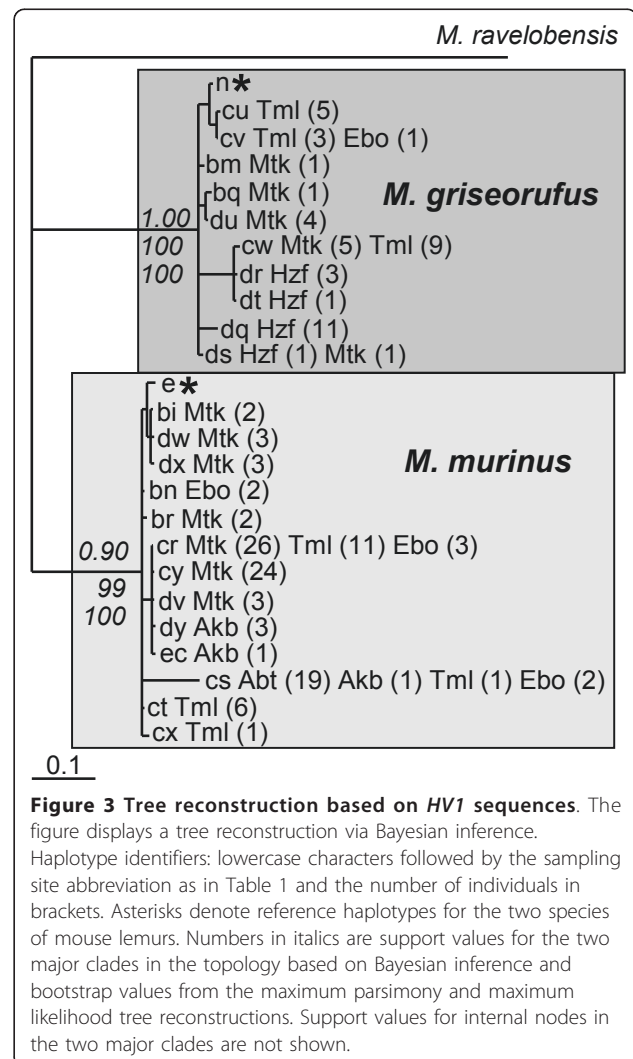 M. ravelobensis
n*
cu Tml (5)
cv Tml (3) Ebo (1)
bm Mtk (1)
bq Mtk (1)
M. griseorufus
du Mtk (4)
1.00
100
100
cw Mtk (5) Tml (9)
dr Hzf (3)
dt Hzf (1)
dq Hzf (11)
ds Hzf (1) Mtk (1)
e*
bi Mtk (2)
dw Mtk (3)
M. murinus
dx Mtk (3)
bn Ebo (2)
br Mtk (2)
0.90
99
100
cr Mtk (26) Tml (11) Ebo (3)
cy Mtk (24)
dv Mtk (3)
dy Akb (3)
ec Akb (1)
cs Abt (19) Akb (1) Tml (1) Ebo (2)
ct Tml (6)
cx Tml (1)
0.1
Figure 3 Tree reconstruction based on HV1 sequences. The
figure displays a tree reconstruction via Bayesian inference.
Haplotype identifiers: lowercase characters followed by the sampling
site abbreviation as in Table 1 and the number of individuals in
brackets. Asterisks denote reference haplotypes for the two species
of mouse lemurs. Numbers in italics are support values for the two
major clades in the topology based on Bayesian inference and
bootstrap values from the maximum parsimony and maximum
likelihood tree reconstructions. Support values for internal nodes in
the two major clades are not shown.